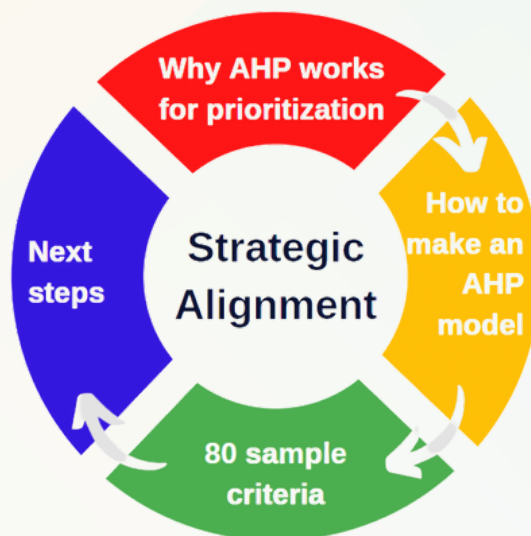 Why AHP works
for prioritization
How to
make an
AHP
model
Strategic
Alignment
Next
steps
80 sample
criteria